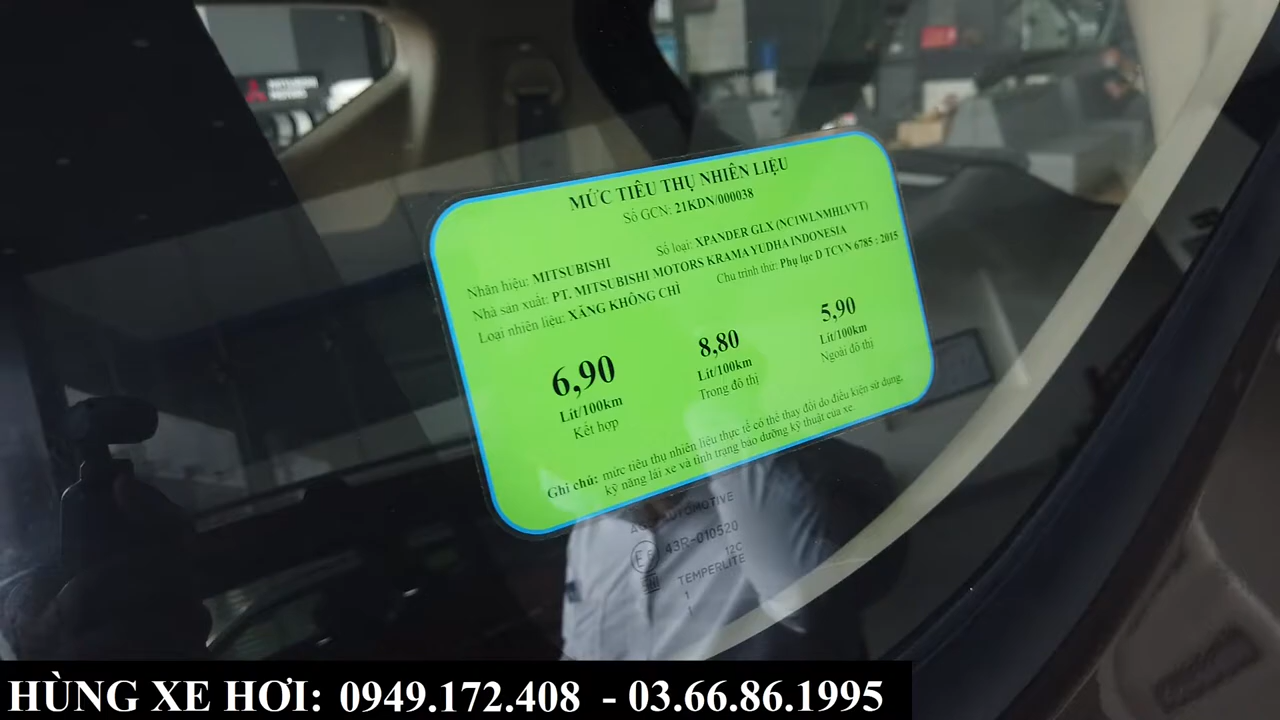 MITSUBISHI
MOTORS
MỨC TIÊU THỤ NHIÊN LIỆU
Số GCN: 21KDN/000038
Nhãn hiệu: MITSUBISHI Số loại: XPANDER GLX (NC1WLNMHLVVT)
Nhà sản xuất: PT. MITSUBISHI MOTORS KRAMA YUDHA INDONESIA
Loại nhiên liệu: XĂNG KHÔNG CHÌ Chu trình thử: Phụ lục D TCVN 6785 : 2015
6,90 8,80 5,90
Lít/100km Lít/100km Lít/100km
Kết hợp Trong đô thị Ngoài đô thị
Ghi chú: mức tiêu thụ nhiên liệu thực tế có thể thay đổi do điều kiện sử dụng,
kỹ năng lái xe và tình trạng bảo dưỡng kỹ thuật của xe.
AUTOMOTIVE
43R-010520
12C
TEMPERLITE
HÙNG XE HƠI: 0949.172.408 - 03.66.86.1995